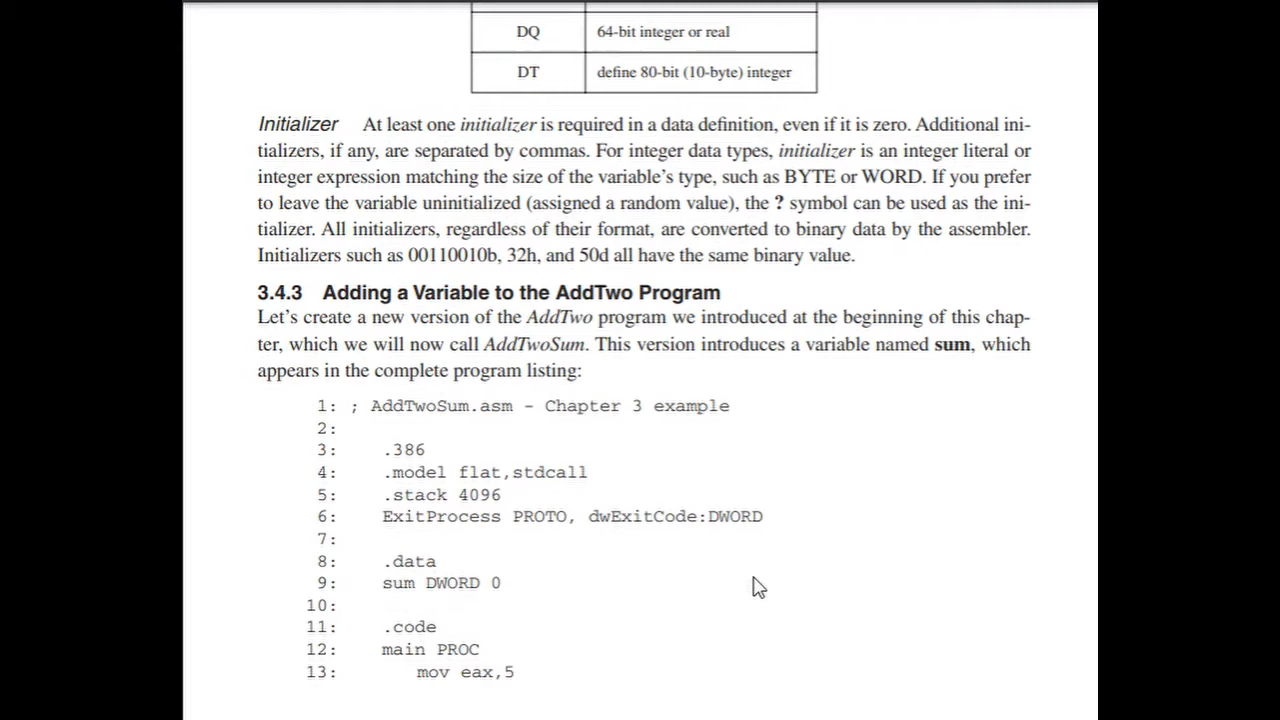 DQ 64-bit integer or real
DT define 80-bit (10-byte) integer
Initializer At least one initializer is required in a data definition, even if it is zero. Additional ini-
tializers, if any, are separated by commas. For integer data types, initializer is an integer literal or
integer expression matching the size of the variable's type, such as BYTE or WORD. If you prefer
to leave the variable uninitialized (assigned a random value), the ? symbol can be used as the ini-
tializer. All initializers, regardless of their format, are converted to binary data by the assembler.
Initializers such as 00110010b, 32h, and 50d all have the same binary value.
3.4.3 Adding a Variable to the AddTwo Program
Let's create a new version of the AddTwo program we introduced at the beginning of this chap-
ter, which we will now call AddTwoSum. This version introduces a variable named sum, which
appears in the complete program listing:
1: ; AddTwoSum.asm - Chapter 3 example
2:
3: .386
4: .model flat,stdcall
5: .stack 4096
6: ExitProcess PROTO, dwExitCode:DWORD
7:
8: .data
9: sum DWORD 0
10:
11: .code
12: main PROC
13: mov eax,5